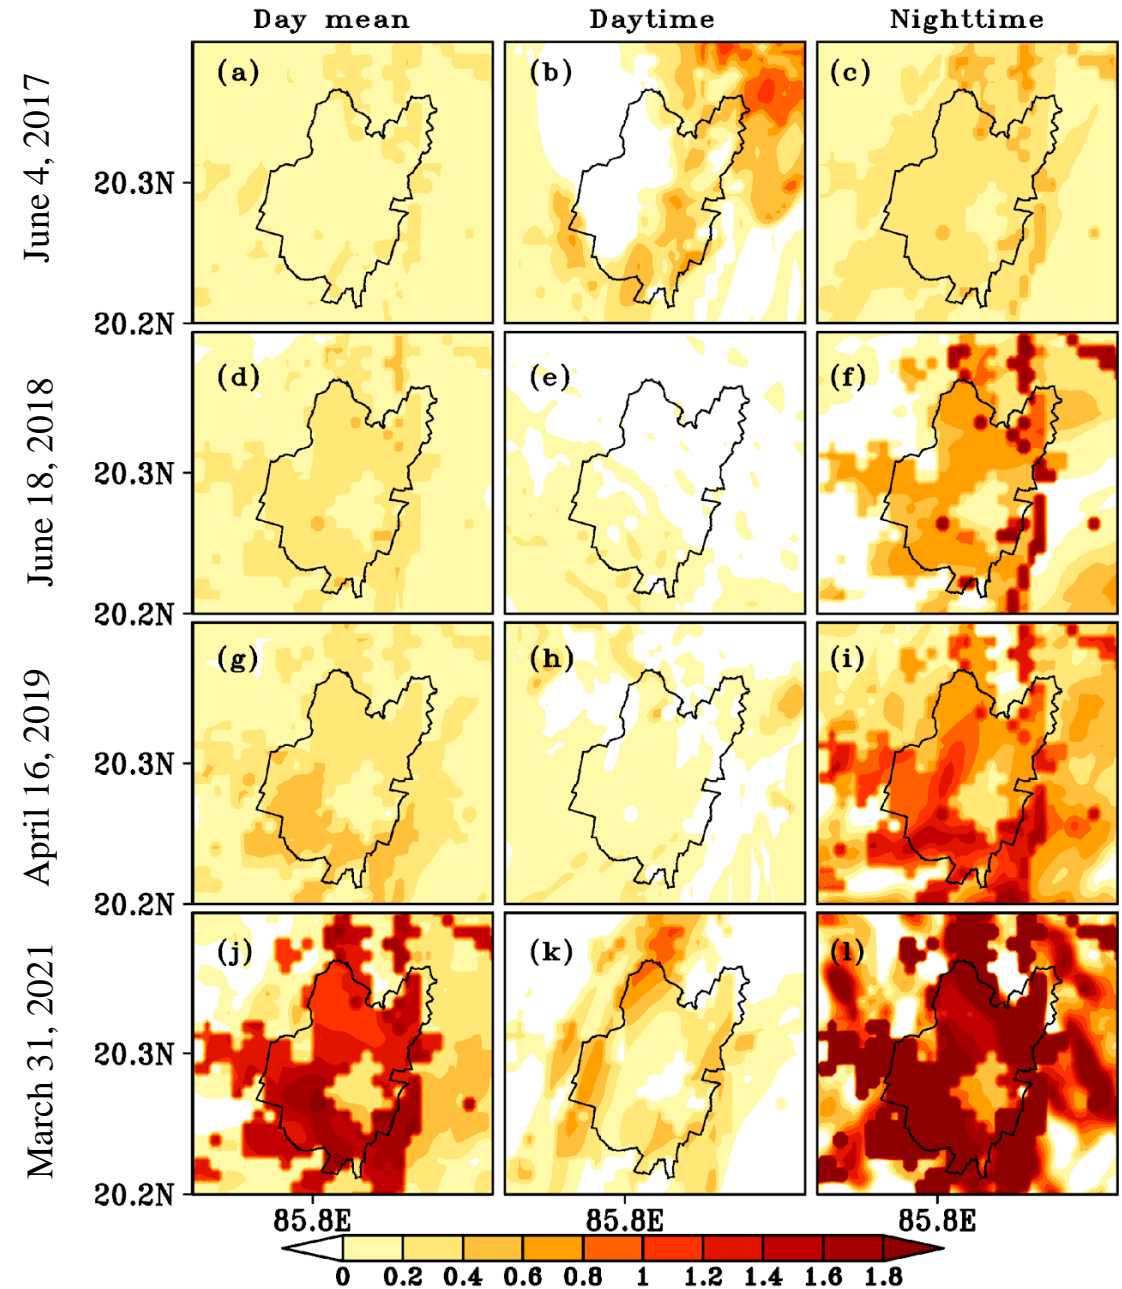 Day mean Daytime Nighttime
June 4, 2017
(a) (b) (c)
20.3N
20.2N
June 18, 2018
(d) (e) (f)
20.3N
20.2N
April 16, 2019
(g) (h) (i)
20.3N
20.2N
March 31, 2021
(j) (k) (l)
20.3N
20.2N
85.8E 85.8E 85.8E
0 0.2 0.4 0.6 0.8 1 1.2 1.4 1.6 1.8